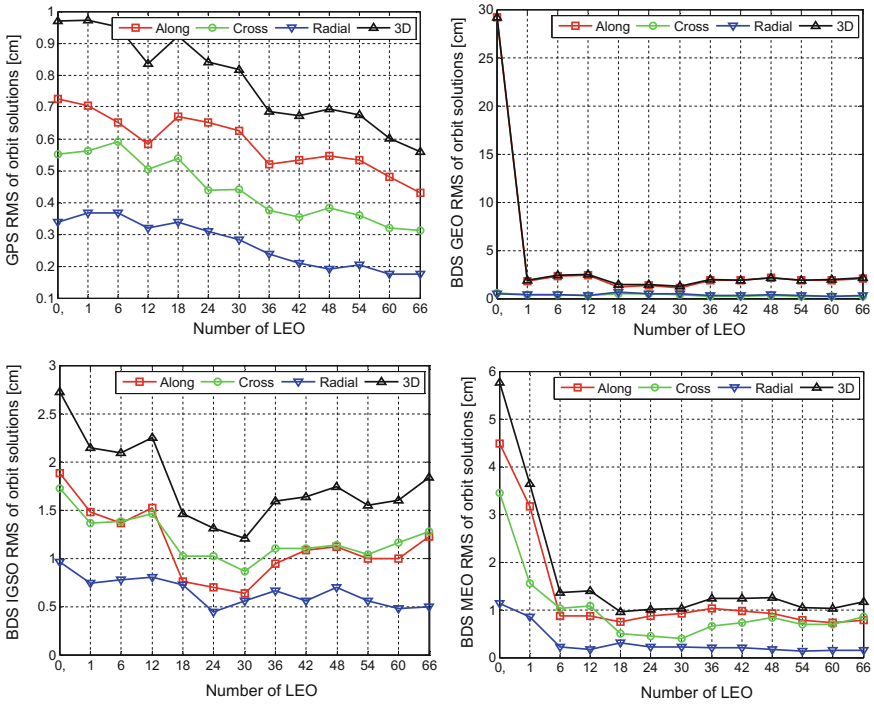 GPS RMS of orbit solutions [cm]
1
0.9
0.8
0.7
0.6
0.5
0.4
0.3
0.2
0.1
Along Cross Radial 3D
0, 1 6 12 18 24 30 36 42 48 54 60 66
Number of LEO
BDS GEO RMS of orbit solutions [cm]
30
25
20
15
10
5
0
Along Cross Radial 3D
0, 1 6 12 18 24 30 36 42 48 54 60 66
Number of LEO
BDS IGSO RMS of orbit solutions [cm]
3
2.5
2
1.5
1
0.5
0
Along Cross Radial 3D
0, 1 6 12 18 24 30 36 42 48 54 60 66
Number of LEO
BDS MEO RMS of orbit solutions [cm]
6
5
4
3
2
1
0
Along Cross Radial 3D
0, 1 6 12 18 24 30 36 42 48 54 60 66
Number of LEO